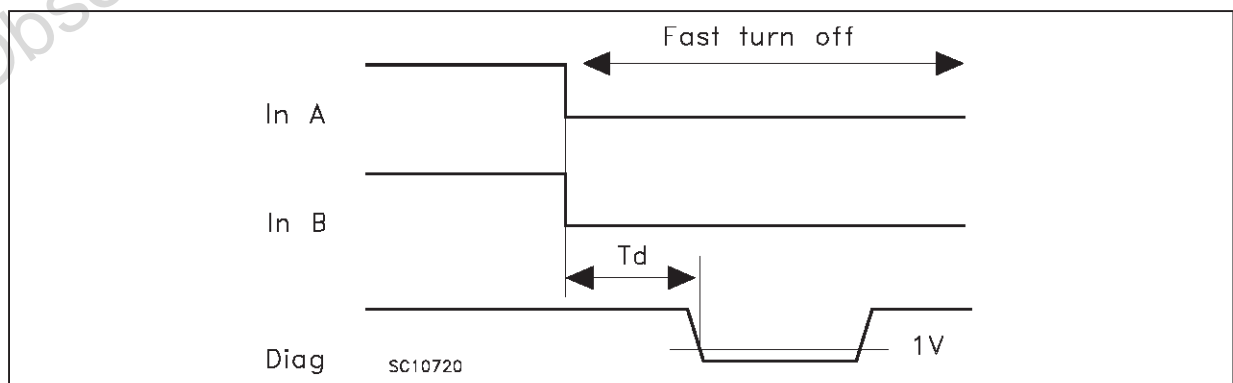 Fast turn off
In A
In B
Td
Diag
SC10720
1V